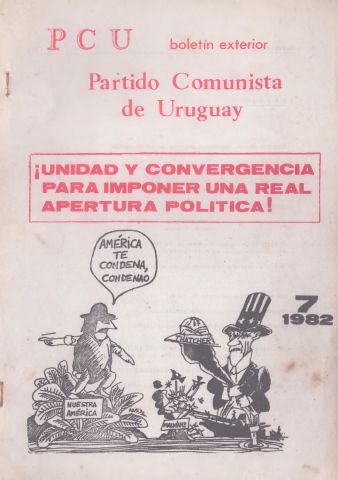 PCU boletín exterior
Partido Comunista
de Uruguay
¡UNIDAD Y CONVERGENCIA
PARA IMPONER UNA REAL
APERTURA POLITICA!
AMÉRICA
TE
CONDENA,
CONDENAO
7
1982
NUESTRA
AMÉRICA
MALVINAS